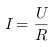 I = U/R